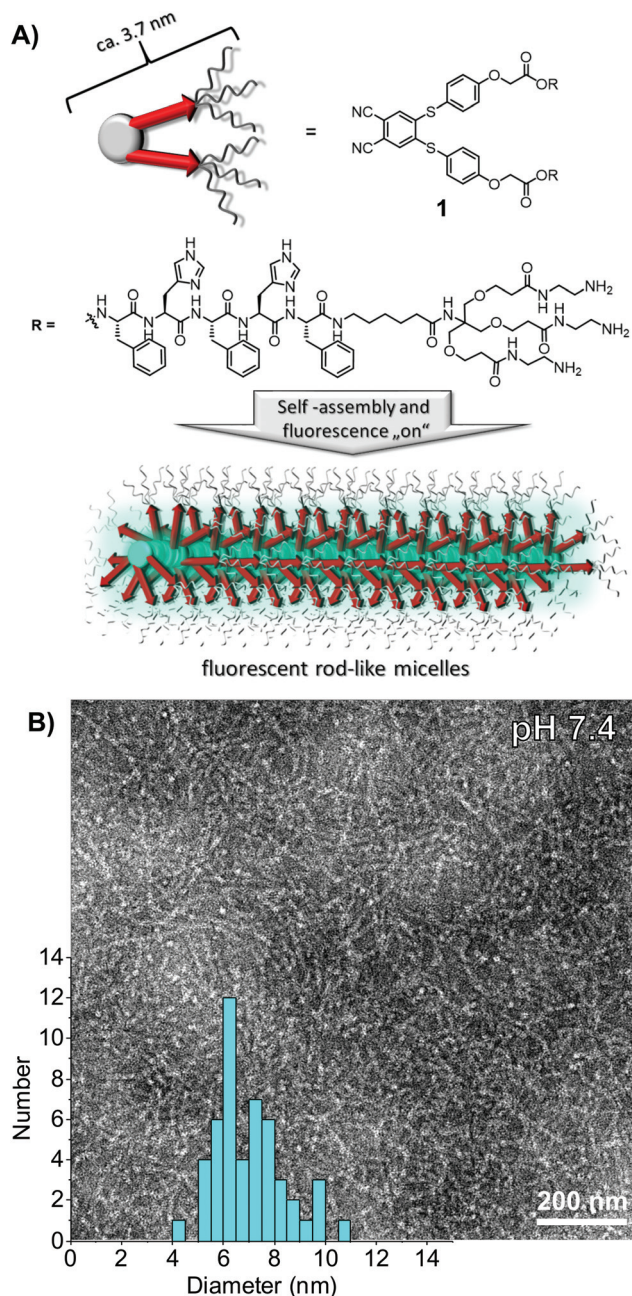 A)
ca. 3.7 nm
=
NC
NC
S
S
O
O
O
O
O
O
R
R
1
R =
H
N
O
N
H
HN
N
O
H
N
O
N
H
HN
N
O
H
N
O
N
H
O
O
O
O
H
N
O
N
H
O
N
H
NH2
NH2
NH2
Self -assembly and
fluorescence „on“
fluorescent rod-like micelles
B)
pH 7.4
14
12
10
8
6
4
2
0
Number
0 2 4 6 8 10 12 14
Diameter (nm)
200 nm